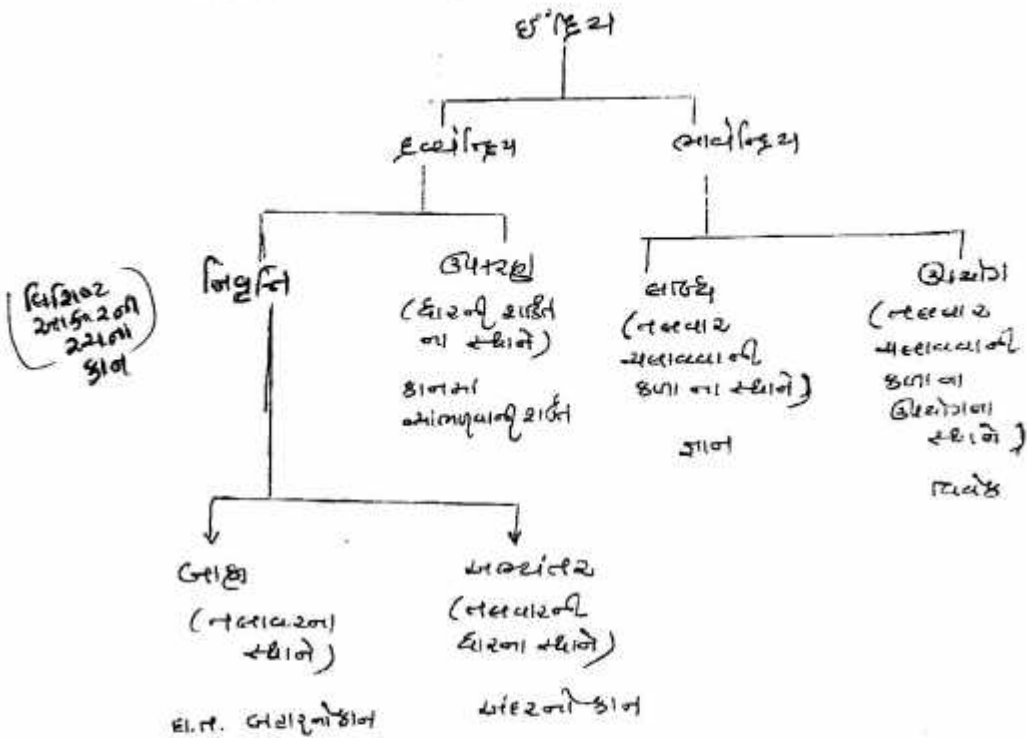 ઇંદ્રિય
દ્રવ્યેન્દ્રિય
ભાવેન્દ્રિય
નિવૃત્તિ
(વિશિષ્ટ
આકારની
રચના
કાન)
ઉપકરણ
(ધારની શક્તિ
ના સ્થાને)
કાનમાં
સાંભળવાની શક્તિ
લબ્ધિ
(તલવાર
ચલાવવાની
કળા ના સ્થાને)
જ્ઞાન
ઉપયોગ
(તલવાર
ચલાવવાની
કળા ના
ઉપયોગના
સ્થાને)
બાહ્ય
(તલવારના
સ્થાને)
દા.ત. બહારનો કાન
અભ્યંતર
(તલવારની
ધારના સ્થાને)
અંદરનો કાન